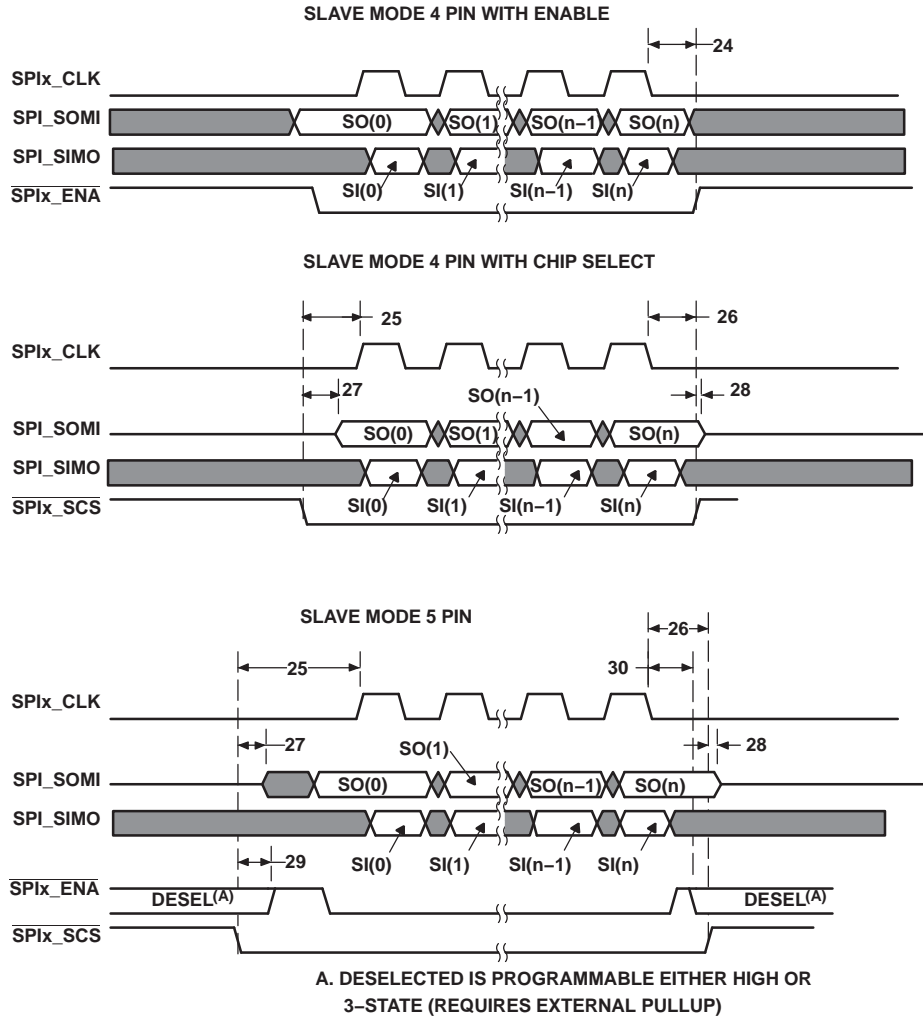 SLAVE MODE 4 PIN WITH ENABLE
24
SPIx_CLK
SPI_SOMI
SO(0) SO(1) SO(n−1) SO(n)
SPI_SIMO
SI(0) SI(1) SI(n−1) SI(n)
SPIx_ENA
SLAVE MODE 4 PIN WITH CHIP SELECT
25 26
SPIx_CLK
27 SO(n−1) 28
SPI_SOMI
SO(0) SO(1) SO(n)
SPI_SIMO
SI(0) SI(1) SI(n−1) SI(n)
SPIx_SCS
SLAVE MODE 5 PIN
26
25 30
SPIx_CLK
27 SO(1) 28
SPI_SOMI
SO(0) SO(n−1) SO(n)
SPI_SIMO
SI(0) SI(1) SI(n−1) SI(n)
29
SPIx_ENA
DESEL(A) DESEL(A)
SPIx_SCS
A. DESELECTED IS PROGRAMMABLE EITHER HIGH OR
3−STATE (REQUIRES EXTERNAL PULLUP)